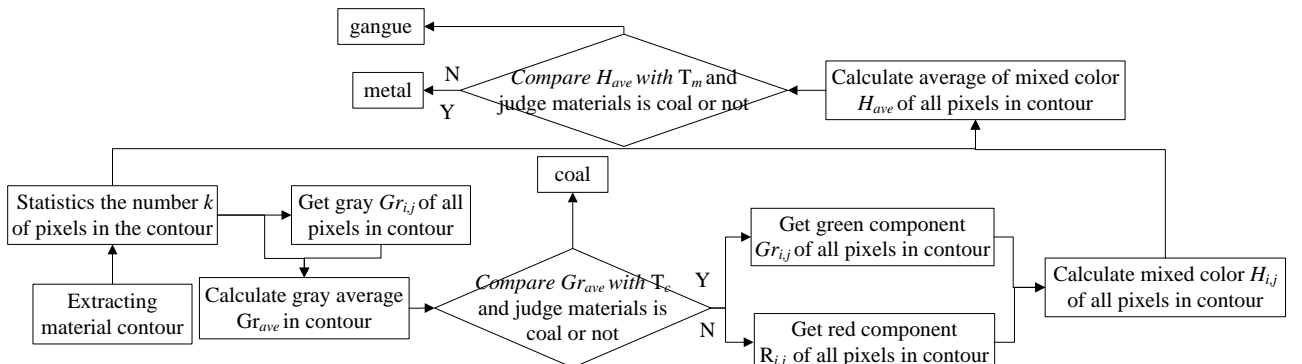 gangue
metal
N
Y
Compare H_ave with T_m and
judge materials is coal or not
Calculate average of mixed color
H_ave of all pixels in contour
coal
Statistics the number k
of pixels in the contour
Get gray Gr_i,j of all
pixels in contour
Extracting
material contour
Calculate gray average
Gr_ave in contour
Compare Gr_ave with T_c
and judge materials is
coal or not
Y
N
Get green component
Gr_i,j of all pixels in contour
Get red component
R_i,j of all pixels in contour
Calculate mixed color H_i,j
of all pixels in contour